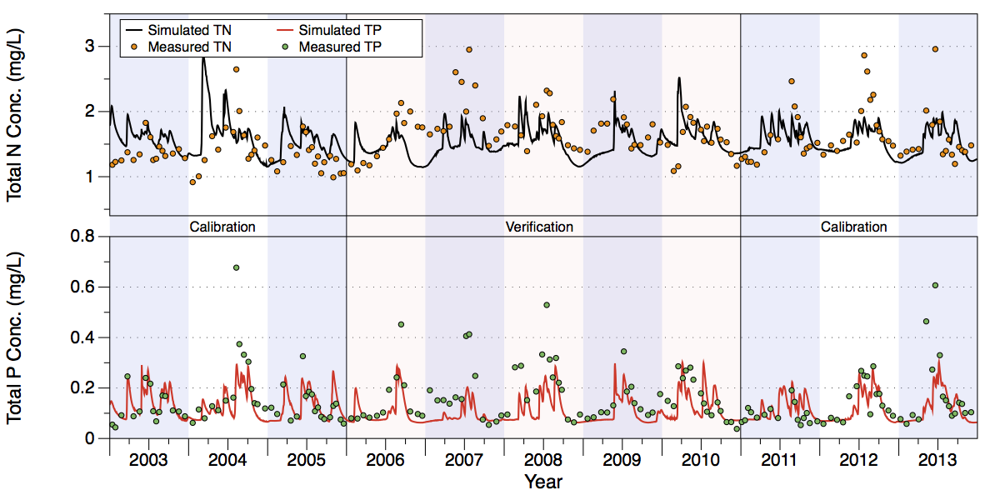 Total N Conc. (mg/L)
3
2
1
Simulated TN
Simulated TP
Measured TN
Measured TP
Calibration
Verification
Calibration
Total P Conc. (mg/L)
0.8
0.6
0.4
0.2
0
2003 2004 2005 2006 2007 2008 2009 2010 2011 2012 2013
Year